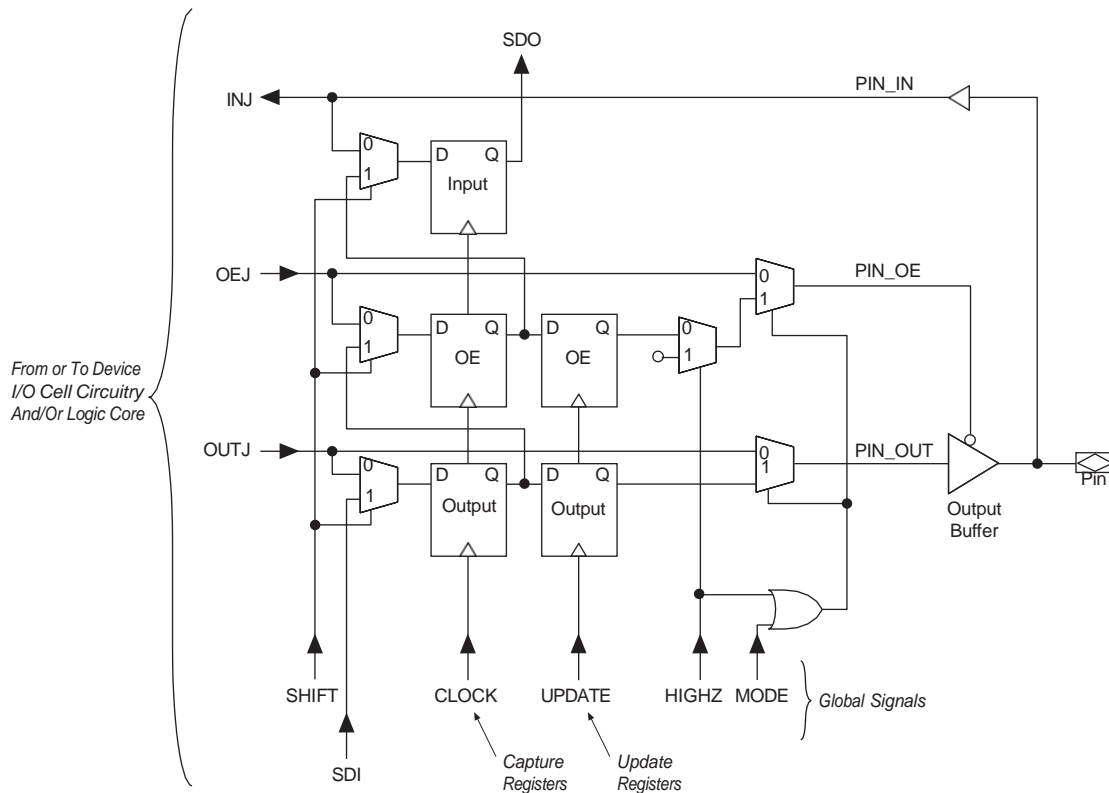 SDO
INJ
PIN_IN
0
1
D Q
Input
OEJ
0
1
PIN_OE
0
1
D Q
OE
D Q
OE
0
1
From or To Device
I/O Cell Circuitry
And/Or Logic Core
OUTJ
0
1
PIN_OUT
0
1
D Q
Output
D Q
Output
Pin
Output
Buffer
SHIFT
CLOCK
UPDATE
HIGHZ
MODE
Global Signals
SDI
Capture
Registers
Update
Registers